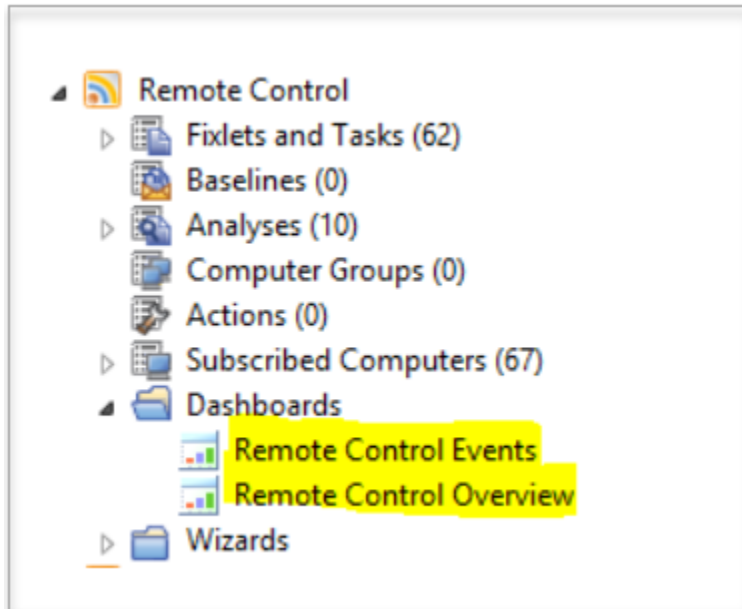 Remote Control
Fixlets and Tasks (62)
Baselines (0)
Analyses (10)
Computer Groups (0)
Actions (0)
Subscribed Computers (67)
Dashboards
Remote Control Events
Remote Control Overview
Wizards